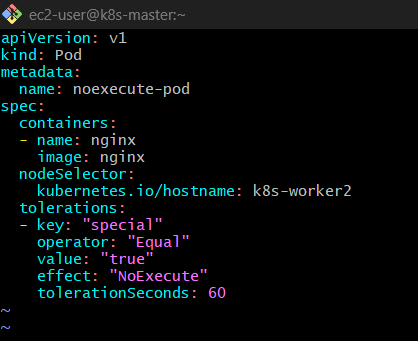 ec2-user@k8s-master:~
apiVersion: v1
kind: Pod
metadata:
  name: noexecute-pod
spec:
  containers:
  - name: nginx
    image: nginx
  nodeSelector:
    kubernetes.io/hostname: k8s-worker2
  tolerations:
  - key: "special"
    operator: "Equal"
    value: "true"
    effect: "NoExecute"
    tolerationSeconds: 60
~
~